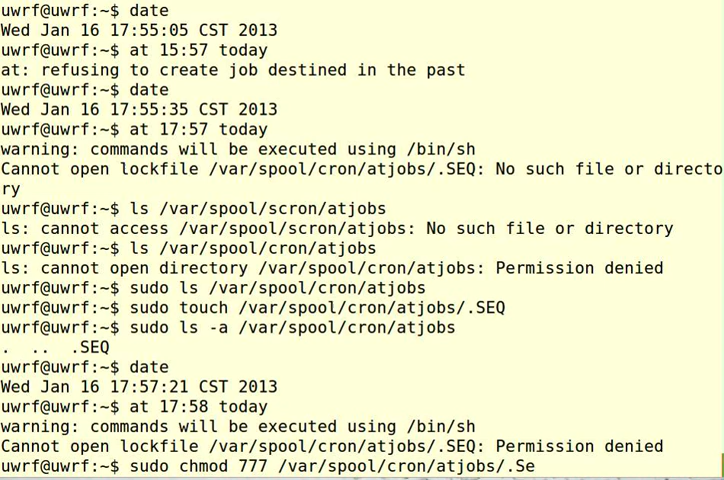 uwrf@uwrf:~$ date
Wed Jan 16 17:55:05 CST 2013
uwrf@uwrf:~$ at 15:57 today
at: refusing to create job destined in the past
uwrf@uwrf:~$ date
Wed Jan 16 17:55:35 CST 2013
uwrf@uwrf:~$ at 17:57 today
warning: commands will be executed using /bin/sh
Cannot open lockfile /var/spool/cron/atjobs/.SEQ: No such file or directo
ry
uwrf@uwrf:~$ ls /var/spool/scron/atjobs
ls: cannot access /var/spool/scron/atjobs: No such file or directory
uwrf@uwrf:~$ ls /var/spool/cron/atjobs
ls: cannot open directory /var/spool/cron/atjobs: Permission denied
uwrf@uwrf:~$ sudo ls /var/spool/cron/atjobs
uwrf@uwrf:~$ sudo touch /var/spool/cron/atjobs/.SEQ
uwrf@uwrf:~$ sudo ls -a /var/spool/cron/atjobs
.  ..  .SEQ
uwrf@uwrf:~$ date
Wed Jan 16 17:57:21 CST 2013
uwrf@uwrf:~$ at 17:58 today
warning: commands will be executed using /bin/sh
Cannot open lockfile /var/spool/cron/atjobs/.SEQ: Permission denied
uwrf@uwrf:~$ sudo chmod 777 /var/spool/cron/atjobs/.Se